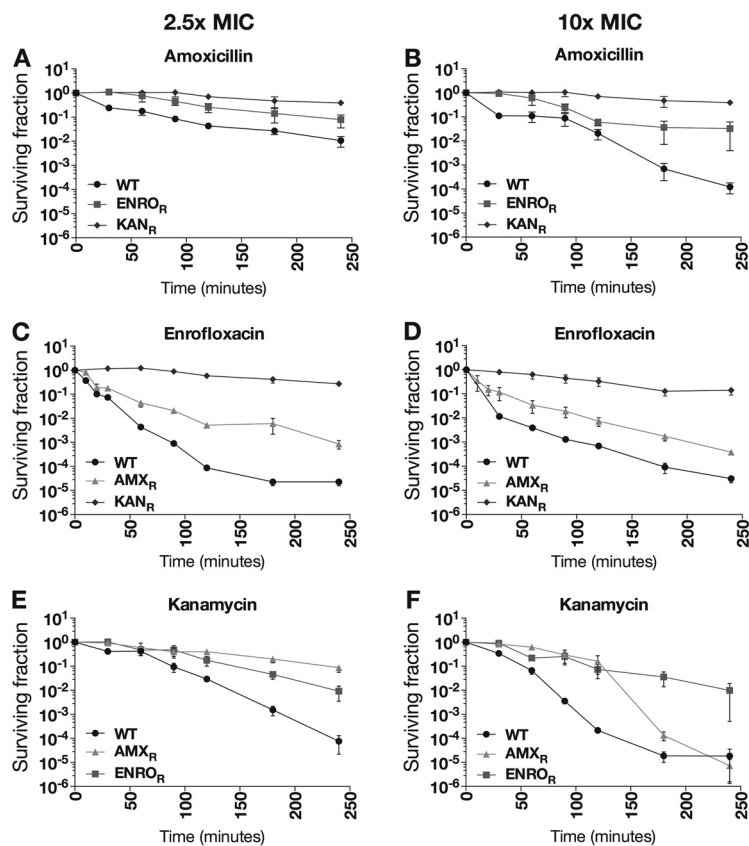 2.5x MIC
10x MIC
A
Amoxicillin
Surviving fraction
10^1
10^0
10^-1
10^-2
10^-3
10^-4
10^-5
10^-6
WT
ENRO_R
KAN_R
0
50
100
150
200
250
Time (minutes)
B
Amoxicillin
Surviving fraction
10^1
10^0
10^-1
10^-2
10^-3
10^-4
10^-5
10^-6
WT
ENRO_R
KAN_R
0
50
100
150
200
250
Time (minutes)
C
Enrofloxacin
Surviving fraction
10^1
10^0
10^-1
10^-2
10^-3
10^-4
10^-5
10^-6
WT
AMX_R
KAN_R
0
50
100
150
200
250
Time (minutes)
D
Enrofloxacin
Surviving fraction
10^1
10^0
10^-1
10^-2
10^-3
10^-4
10^-5
10^-6
WT
AMX_R
KAN_R
0
50
100
150
200
250
Time (minutes)
E
Kanamycin
Surviving fraction
10^1
10^0
10^-1
10^-2
10^-3
10^-4
10^-5
10^-6
WT
AMX_R
ENRO_R
0
50
100
150
200
250
Time (minutes)
F
Kanamycin
Surviving fraction
10^1
10^0
10^-1
10^-2
10^-3
10^-4
10^-5
10^-6
WT
AMX_R
ENRO_R
0
50
100
150
200
250
Time (minutes)